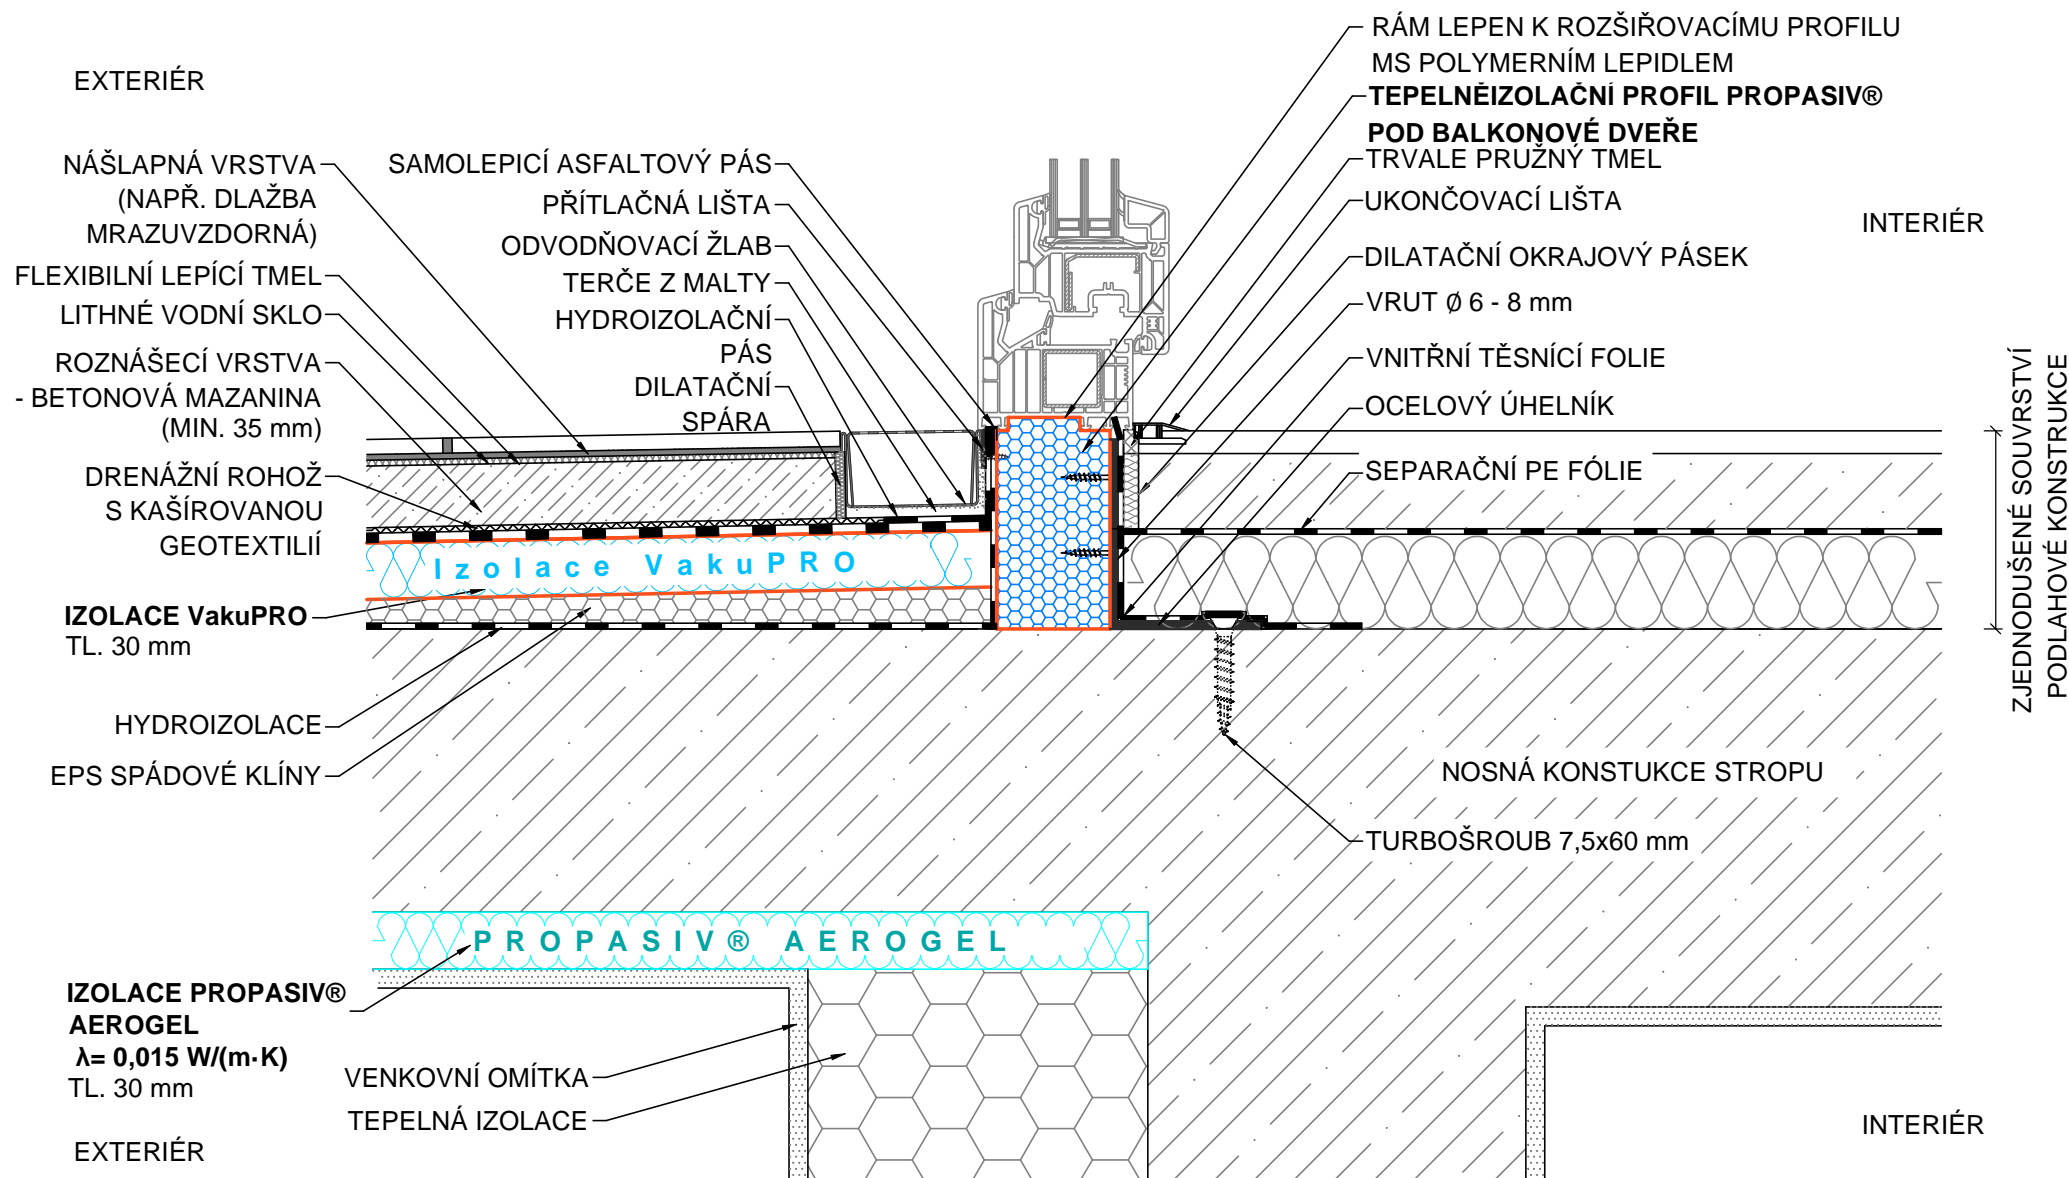 EXTERIÉR
NÁŠLAPNÁ VRSTVA
(NAPŘ. DLAŽBA
MRAZUVZDORNÁ)
FLEXIBILNÍ LEPÍCÍ TMEL
LITHNÉ VODNÍ SKLO
ROZNÁŠECÍ VRSTVA
- BETONOVÁ MAZANINA
(MIN. 35 mm)
DRENÁŽNÍ ROHOŽ
S KAŠÍROVANOU
GEOTEXTILIÍ
IZOLACE VakuPRO
TL. 30 mm
HYDROIZOLACE
EPS SPÁDOVÉ KLÍNY
SAMOLEPICÍ ASFALTOVÝ PÁS
PŘÍTLAČNÁ LIŠTA
ODVODŇOVACÍ ŽLAB
TERČE Z MALTY
HYDROIZOLAČNÍ
PÁS
DILATAČNÍ
SPÁRA
Izolace VakuPRO
RÁM LEPEN K ROZŠIŘOVACÍMU PROFILU
MS POLYMERNÍM LEPIDLEM
TEPELNĚIZOLAČNÍ PROFIL PROPASIV®
POD BALKONOVÉ DVEŘE
TRVALE PRUŽNÝ TMEL
UKONČOVACÍ LIŠTA
DILATAČNÍ OKRAJOVÝ PÁSEK
VRUT Ø 6 - 8 mm
VNITŘNÍ TĚSNÍCÍ FOLIE
OCELOVÝ ÚHELNÍK
SEPARAČNÍ PE FÓLIE
INTERIÉR
ZJEDNODUŠENÉ SOUVRSTVÍ
PODLAHOVÉ KONSTRUKCE
NOSNÁ KONSTUKCE STROPU
TURBOŠROUB 7,5x60 mm
PROPASIV® AEROGEL
IZOLACE PROPASIV®
AEROGEL
λ= 0,015 W/(m·K)
TL. 30 mm
VENKOVNÍ OMÍTKA
TEPELNÁ IZOLACE
EXTERIÉR
INTERIÉR